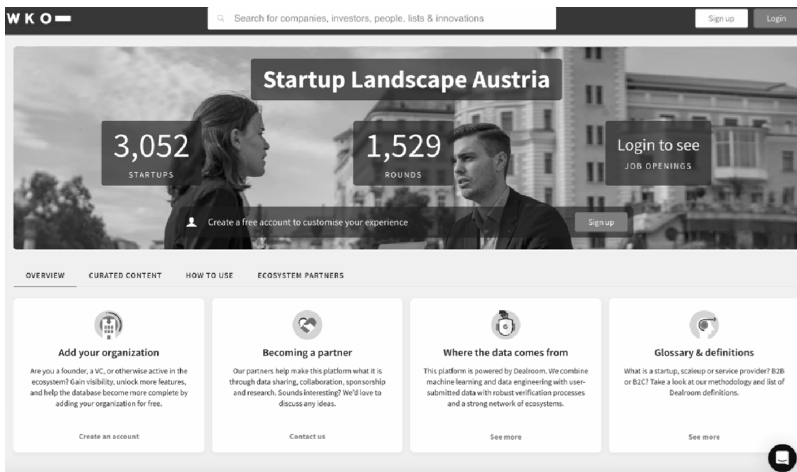 WKO
Search for companies, investors, people, lists & innovations
Sign up
Login
Startup Landscape Austria
3,052
STARTUPS
1,529
ROUNDS
Login to see
JOB OPENINGS
Create a free account to customise your experience
Sign up
OVERVIEW
CURATED CONTENT
HOW TO USE
ECOSYSTEM PARTNERS
Add your organization
Are you a founder, a VC, or otherwise active in the
ecosystem? Gain visibility, unlock more features,
and help the database become more complete by
adding your organization for free.
Create an account
Becoming a partner
Our partners help make this platform what it is
through data sharing, collaboration, sponsorship
and research. Sounds interesting? We'd love to
discuss any ideas.
Contact us
Where the data comes from
This platform is powered by Dealroom. We combine
machine learning and data engineering with user-
submitted data with robust verification processes
and a strong network of ecosystems.
See more
Glossary & definitions
What is a startup, scaleup or service provider? B2B
or B2C? Take a look at our methodology and list of
Dealroom definitions.
See more